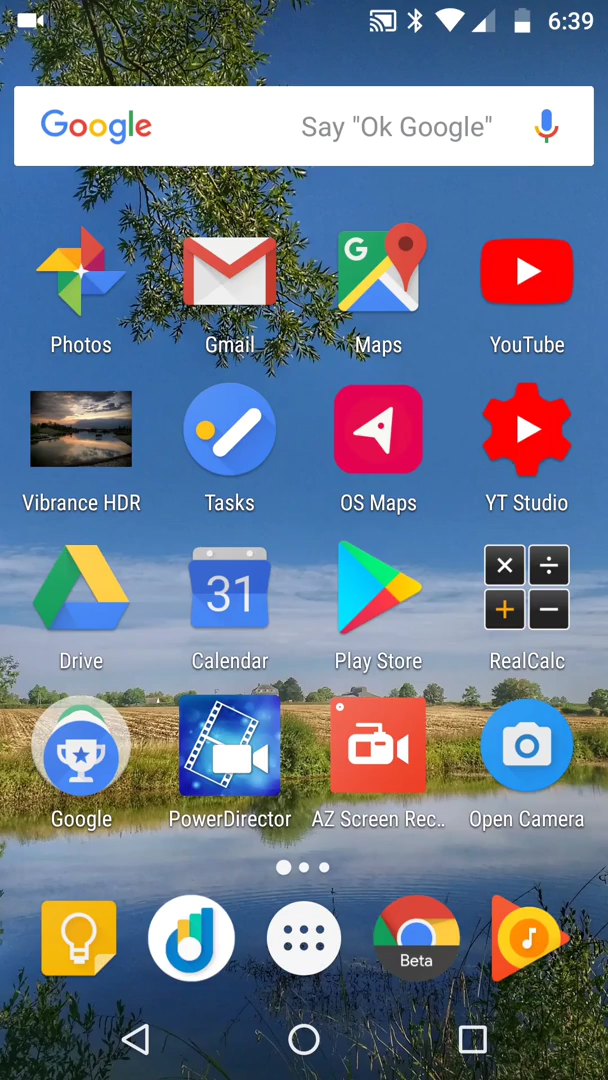 6:39
Google Say "Ok Google"
G
Photos Gmail Maps YouTube
Vibrance HDR Tasks OS Maps YT Studio
31
× ÷
+ −
Drive Calendar Play Store RealCalc
Google PowerDirector AZ Screen Rec.. Open Camera
Beta